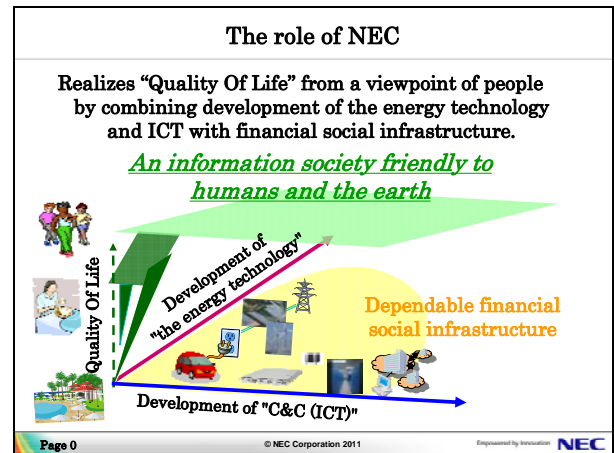 The role of NEC
Realizes “Quality Of Life” from a viewpoint of people
by combining development of the energy technology
and ICT with financial social infrastructure.
An information society friendly to
humans and the earth
Quality Of Life
Development of
"the energy technology"
Dependable financial
social infrastructure
Development of "C&C (ICT)"
Page 0
© NEC Corporation 2011
Empowered by Innovation
NEC